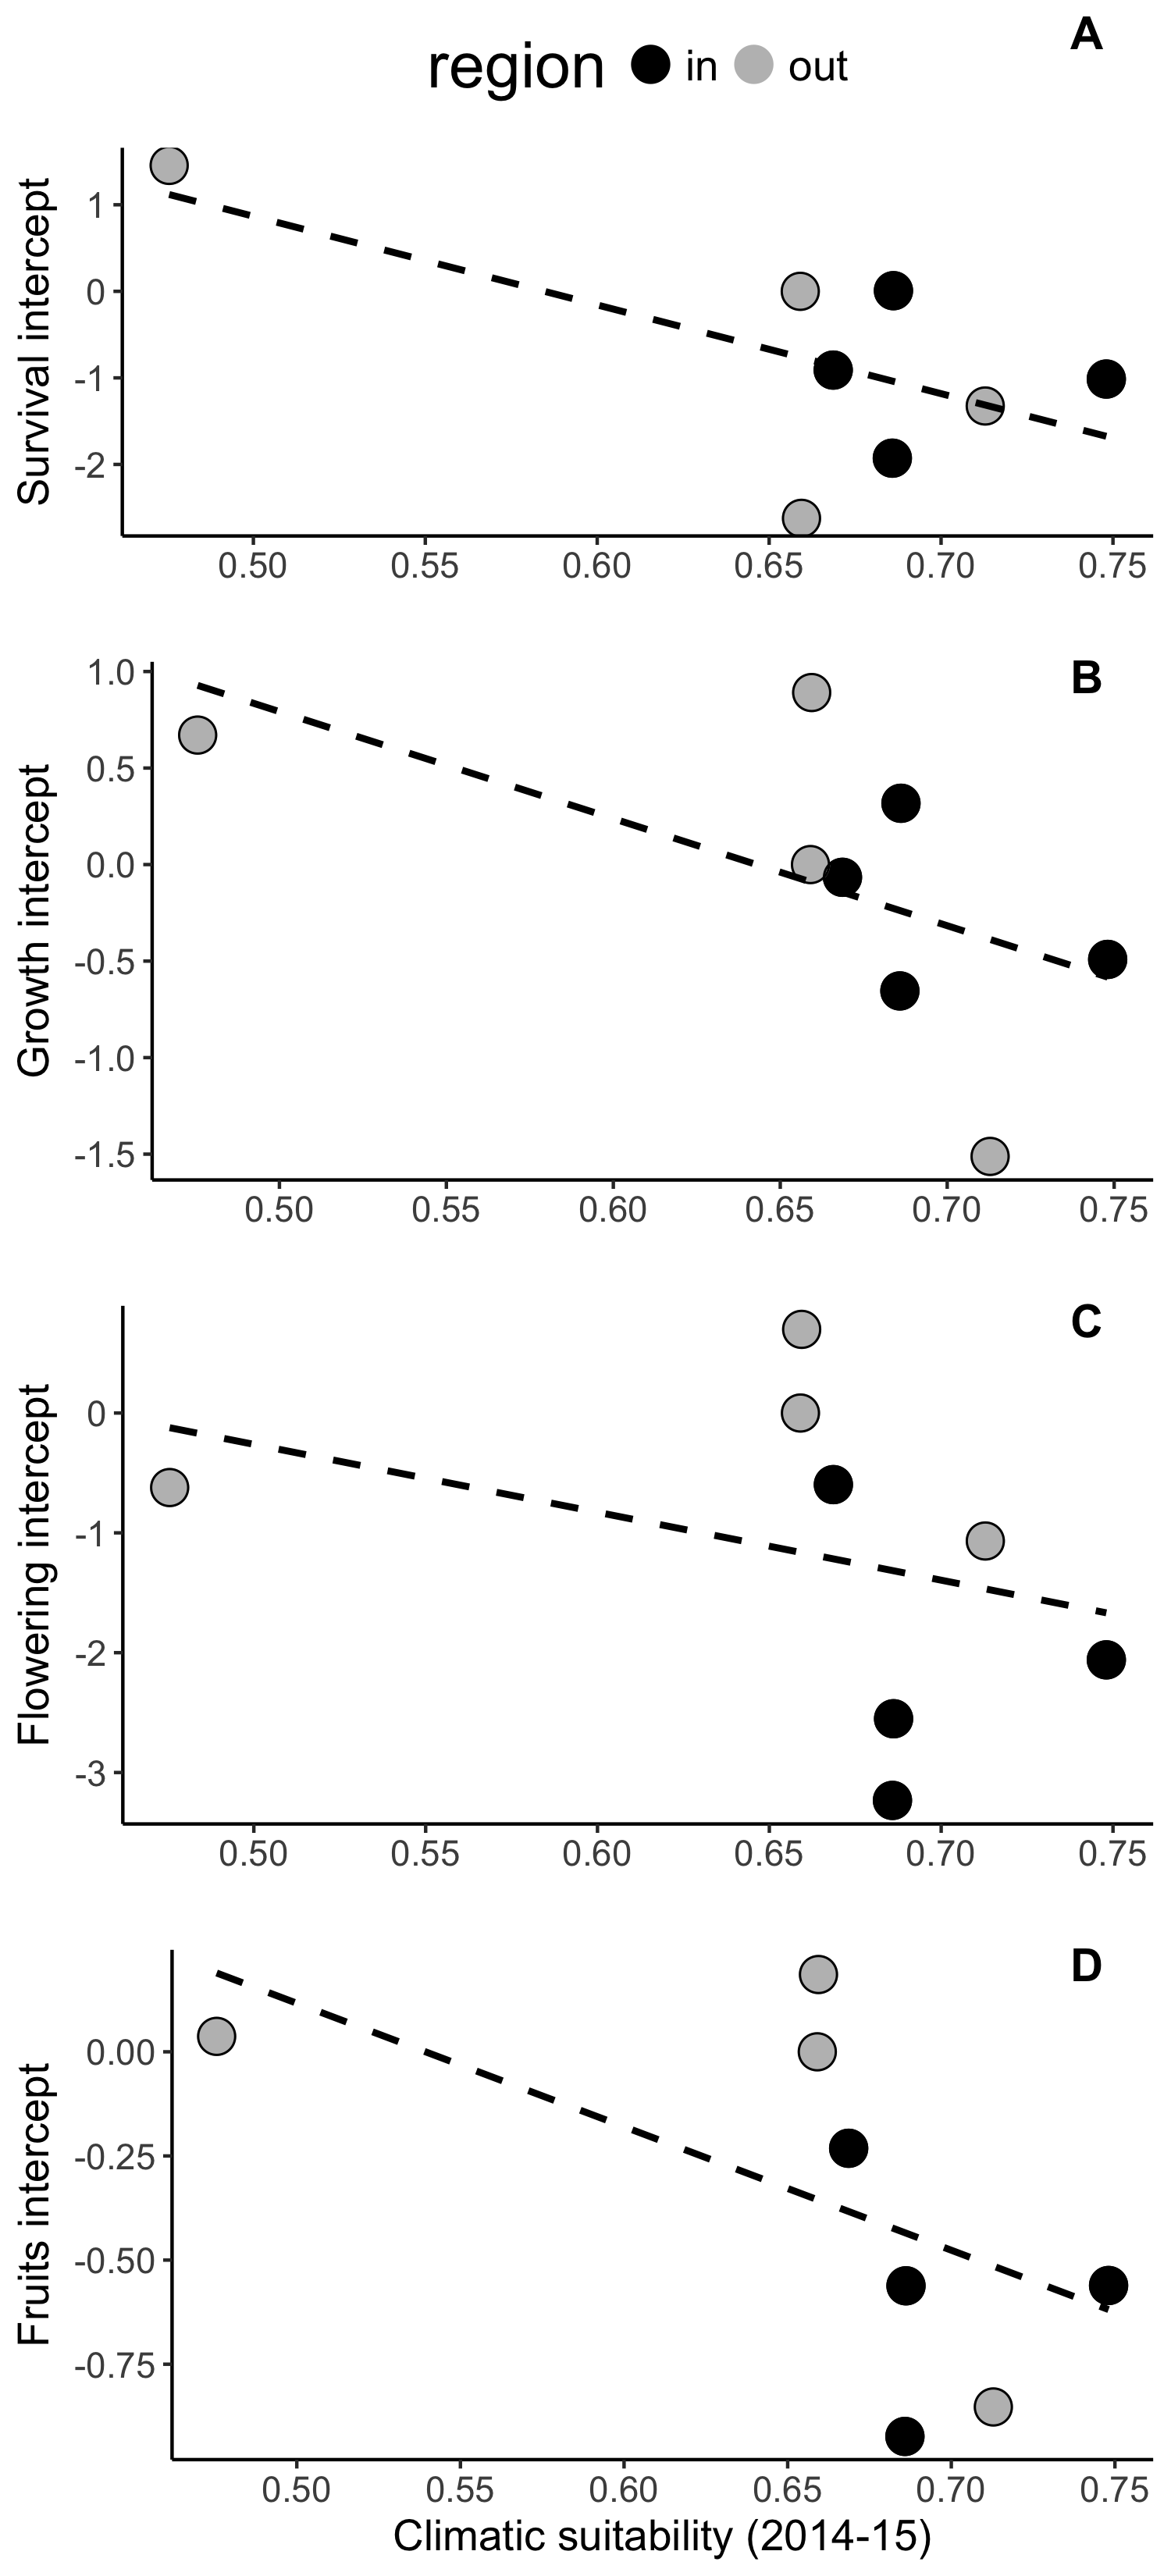 A
region in out
Survival intercept
1
0
-1
-2
0.50 0.55 0.60 0.65 0.70 0.75
B
Growth intercept
1.0
0.5
0.0
-0.5
-1.0
-1.5
0.50 0.55 0.60 0.65 0.70 0.75
C
Flowering intercept
0
-1
-2
-3
0.50 0.55 0.60 0.65 0.70 0.75
D
Fruits intercept
0.00
-0.25
-0.50
-0.75
0.50 0.55 0.60 0.65 0.70 0.75
Climatic suitability (2014-15)